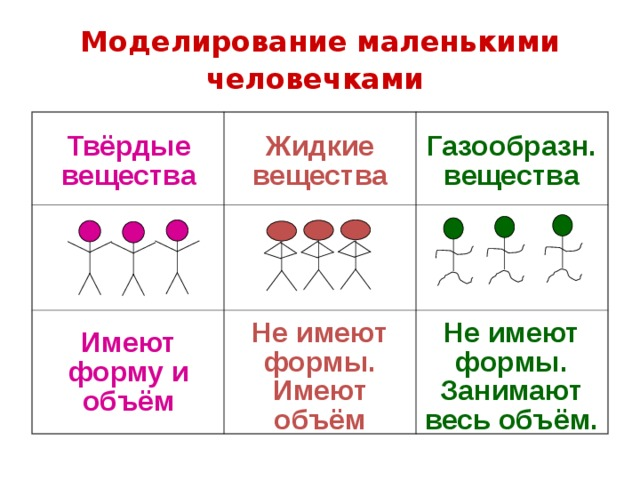 Моделирование маленькими
человечками
Твёрдые
вещества
Жидкие
вещества
Газообразн.
вещества
Имеют
форму и
объём
Не имеют
формы.
Имеют
объём
Не имеют
формы.
Занимают
весь объём.